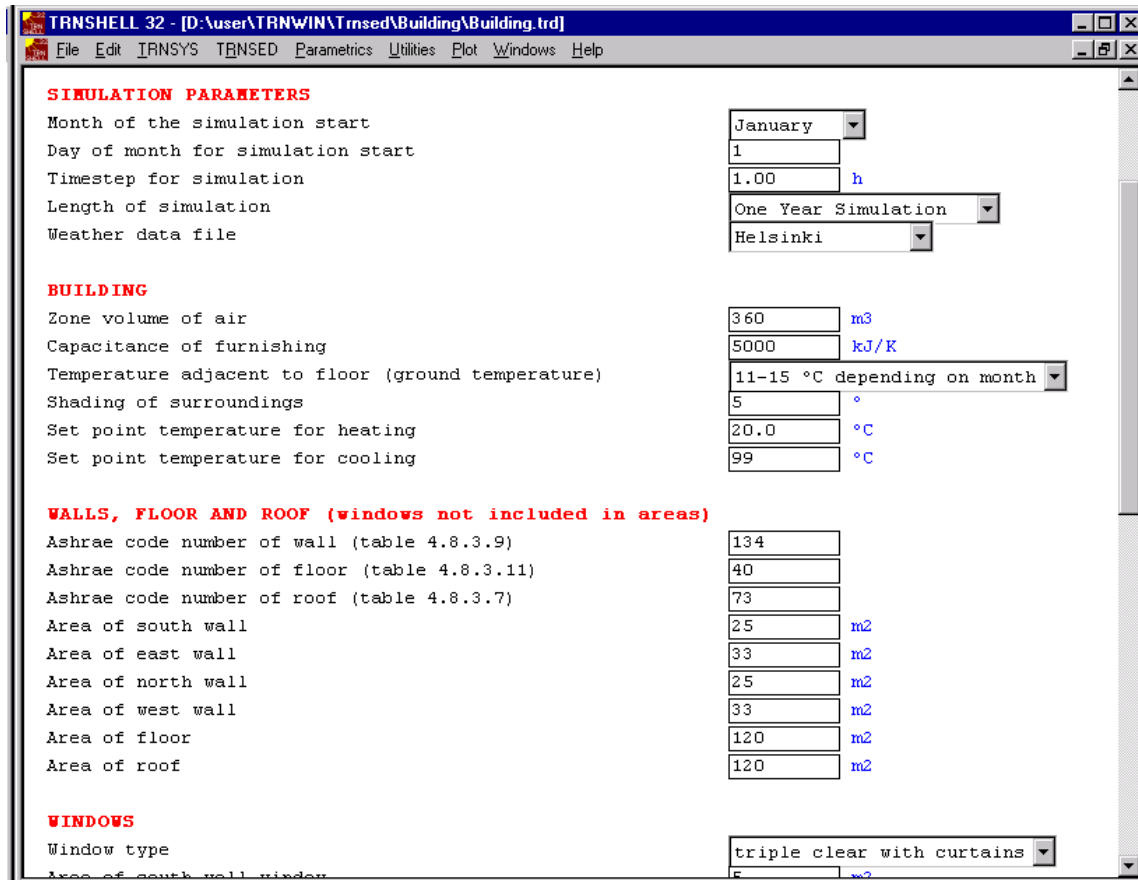 TRNSHELL 32 - [D:\user\TRNWIN\Trnsed\Building\Building.trd]
File Edit TRNSYS TRNSED Parametrics Utilities Plot Windows Help
SIMULATION PARAMETERS
Month of the simulation start January
Day of month for simulation start 1
Timestep for simulation 1.00 h
Length of simulation One Year Simulation
Weather data file Helsinki
BUILDING
Zone volume of air 360 m3
Capacitance of furnishing 5000 kJ/K
Temperature adjacent to floor (ground temperature) 11-15 °C depending on month
Shading of surroundings 5 °
Set point temperature for heating 20.0 °C
Set point temperature for cooling 99 °C
WALLS, FLOOR AND ROOF (windows not included in areas)
Ashrae code number of wall (table 4.8.3.9) 134
Ashrae code number of floor (table 4.8.3.11) 40
Ashrae code number of roof (table 4.8.3.7) 73
Area of south wall 25 m2
Area of east wall 33 m2
Area of north wall 25 m2
Area of west wall 33 m2
Area of floor 120 m2
Area of roof 120 m2
WINDOWS
Window type triple clear with curtains
Area of south wall window 5 m2